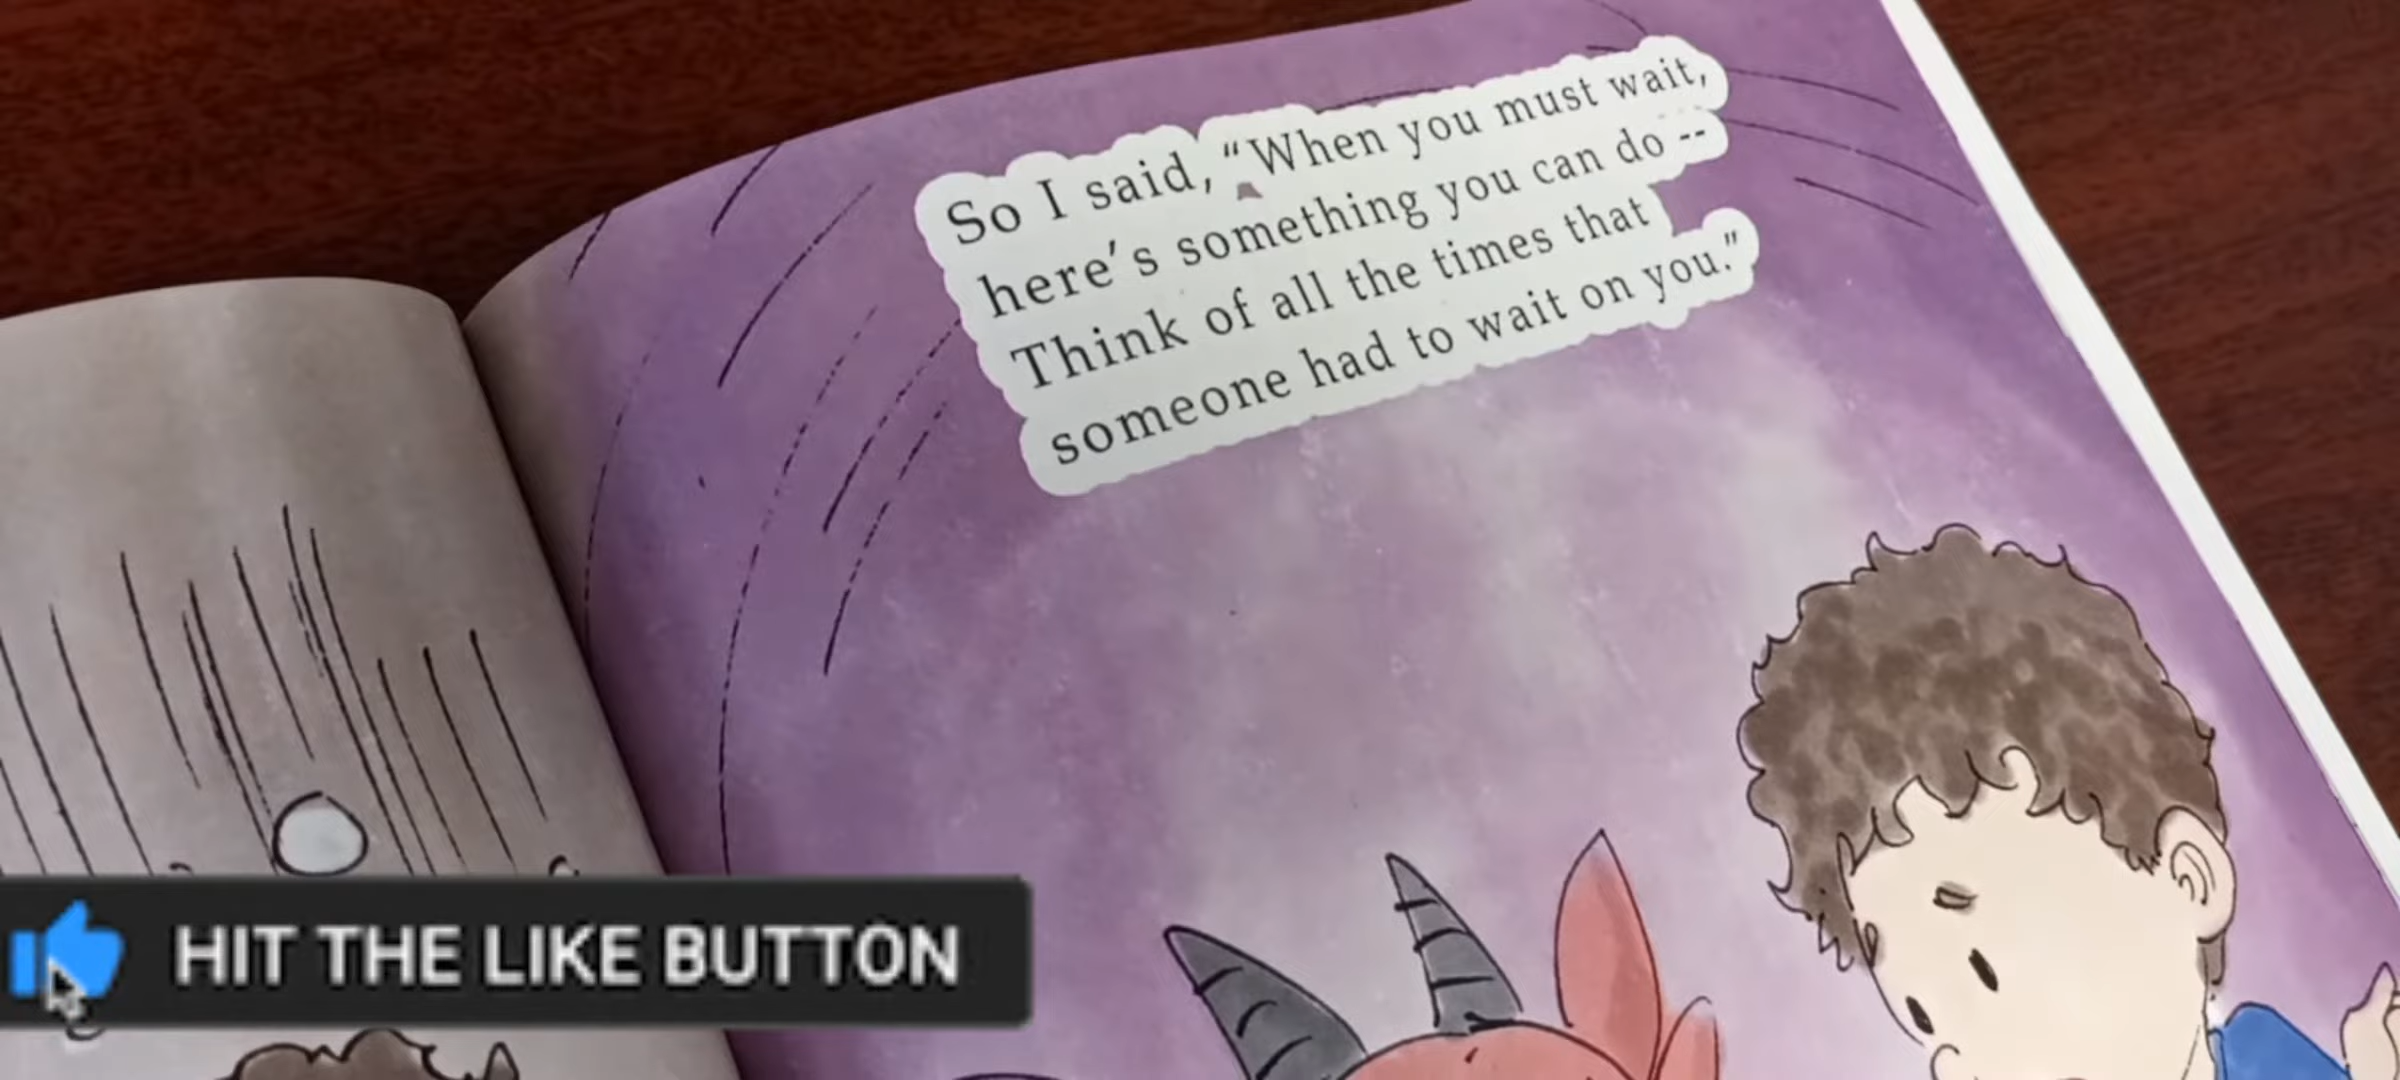 So I said, “When you must wait,
here's something you can do --
Think of all the times that
someone had to wait on you.”
HIT THE LIKE BUTTON